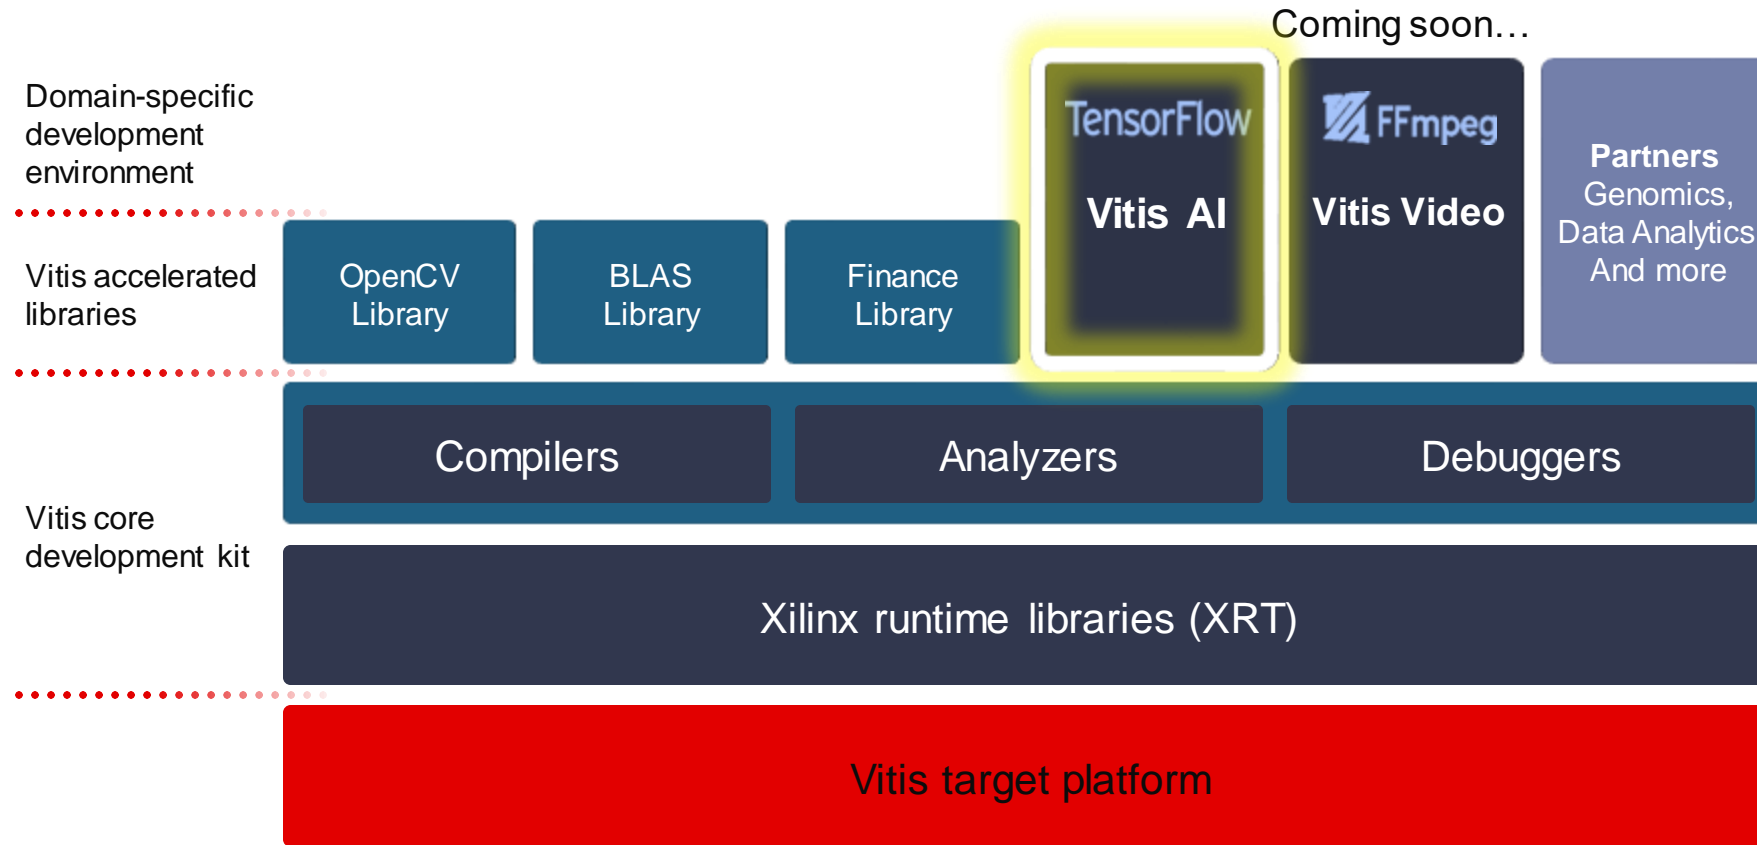 Coming soon…
Domain-specific
development
environment
TensorFlow
Vitis AI
FFmpeg
Vitis Video
Partners
Genomics,
Data Analytics
And more
Vitis accelerated
libraries
OpenCV
Library
BLAS
Library
Finance
Library
Vitis core
development kit
Compilers
Analyzers
Debuggers
Xilinx runtime libraries (XRT)
Vitis target platform